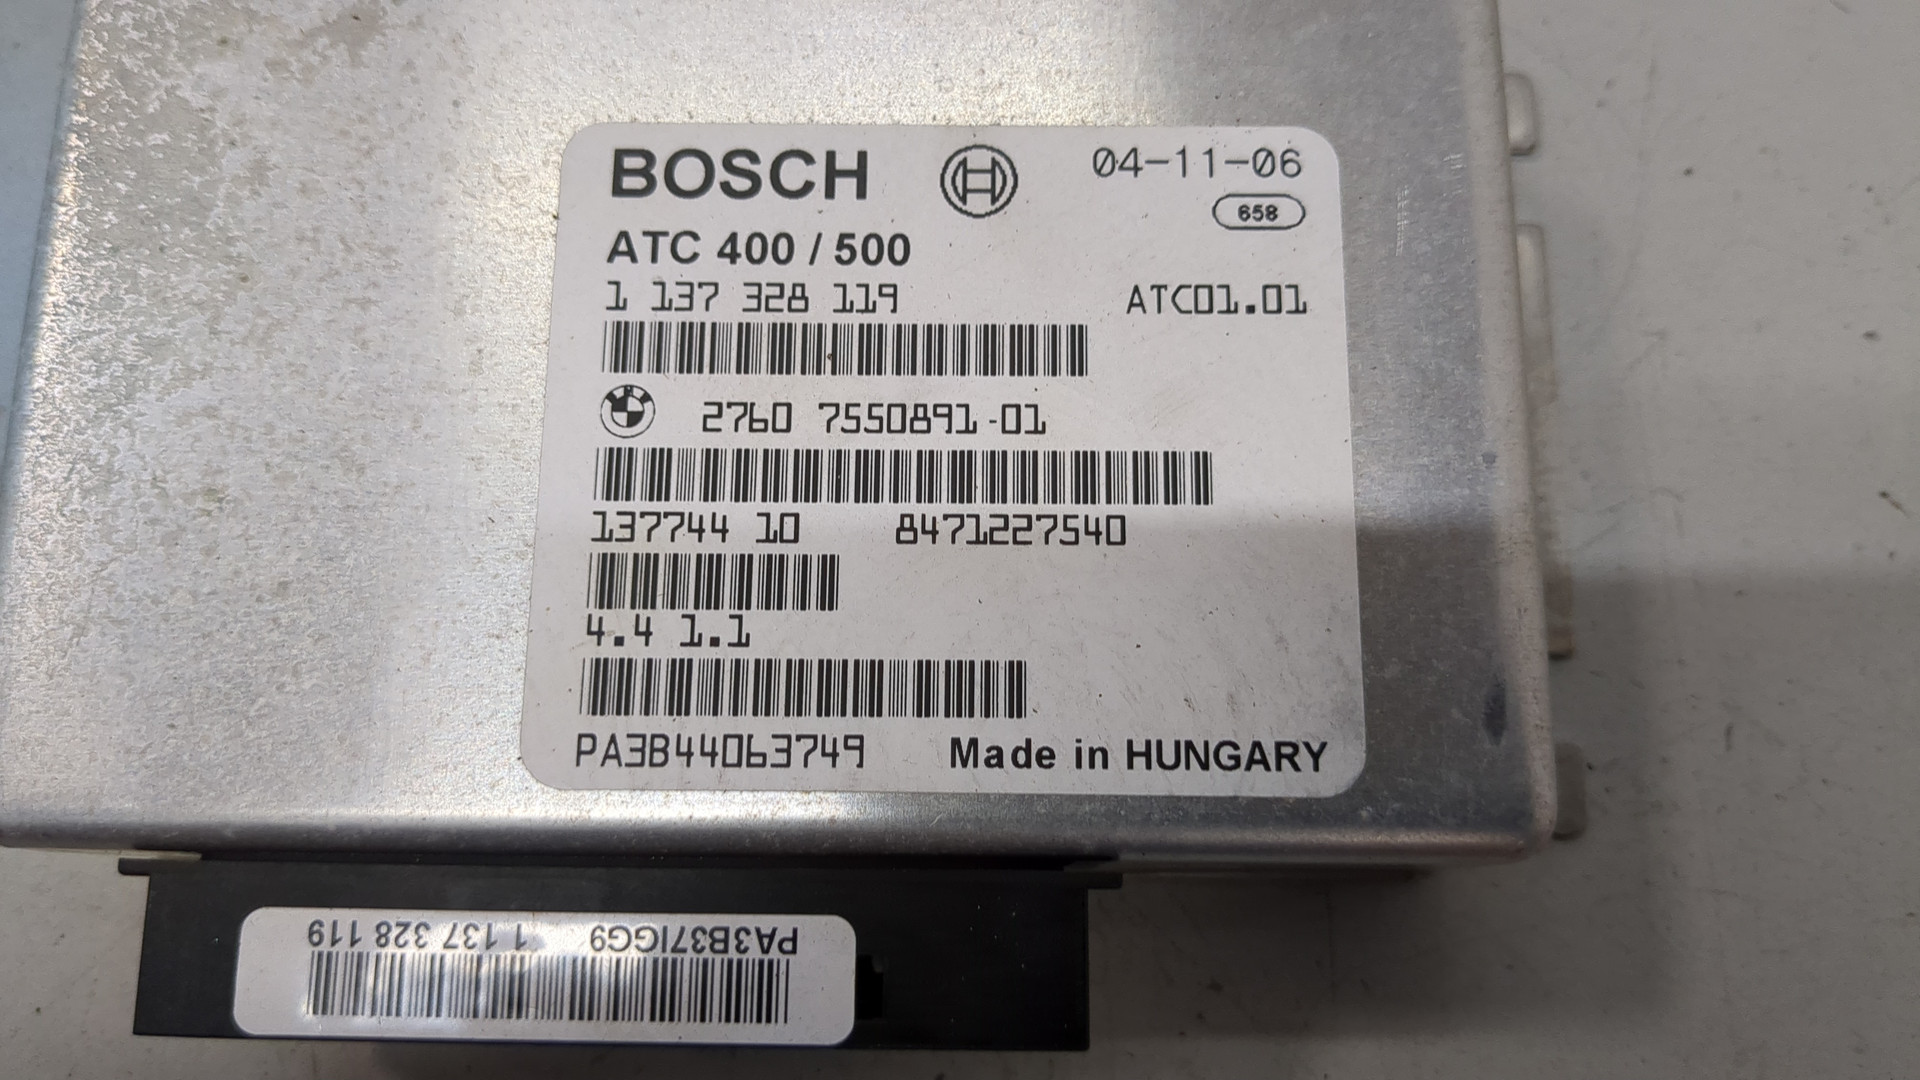 BOSCH 04-11-06
658
ATC 400 / 500
1 137 328 119 ATC01.01
2760 7550891-01
137744 10 8471227540
4.4 1.1
PA3B44063749 Made in HUNGARY
PA3B37IGG9 1 137 328 119